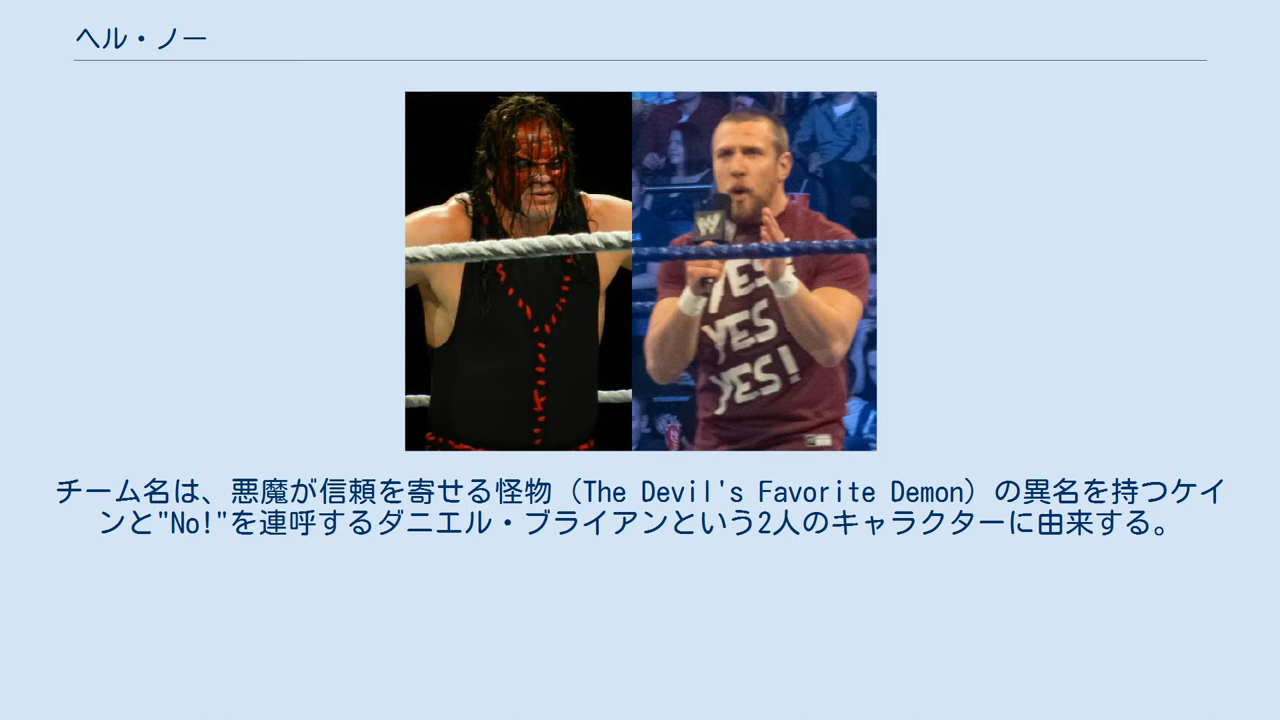 ヘル・ノー
YES
YES
YES!
W
チーム名は、悪魔が信頼を寄せる怪物（The Devil's Favorite Demon）の異名を持つケイ
ンと"No!"を連呼するダニエル・ブライアンという2人のキャラクターに由来する。